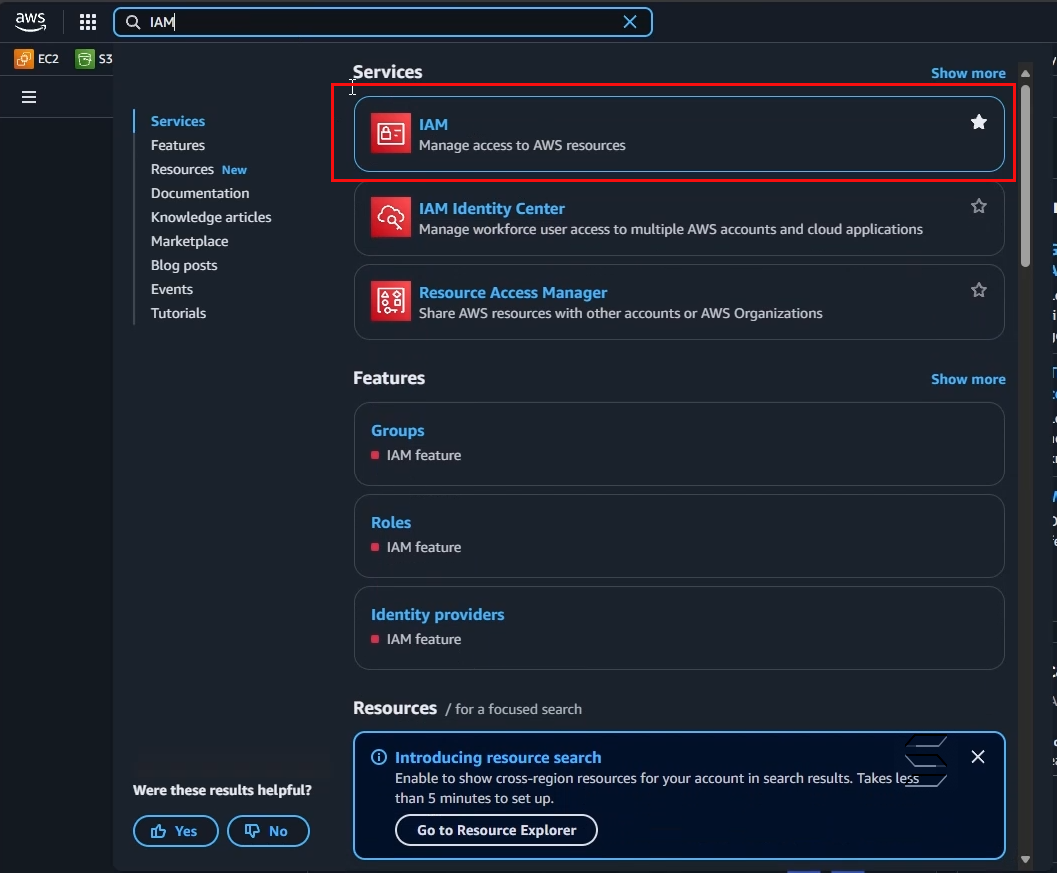 aws
IAM
EC2
S3
Services
Show more
Services
Features
Resources New
Documentation
Knowledge articles
Marketplace
Blog posts
Events
Tutorials
IAM
Manage access to AWS resources
IAM Identity Center
Manage workforce user access to multiple AWS accounts and cloud applications
Resource Access Manager
Share AWS resources with other accounts or AWS Organizations
Features
Show more
Groups
IAM feature
Roles
IAM feature
Identity providers
IAM feature
Resources / for a focused search
Introducing resource search
Enable to show cross-region resources for your account in search results. Takes less
than 5 minutes to set up.
Go to Resource Explorer
Were these results helpful?
Yes
No